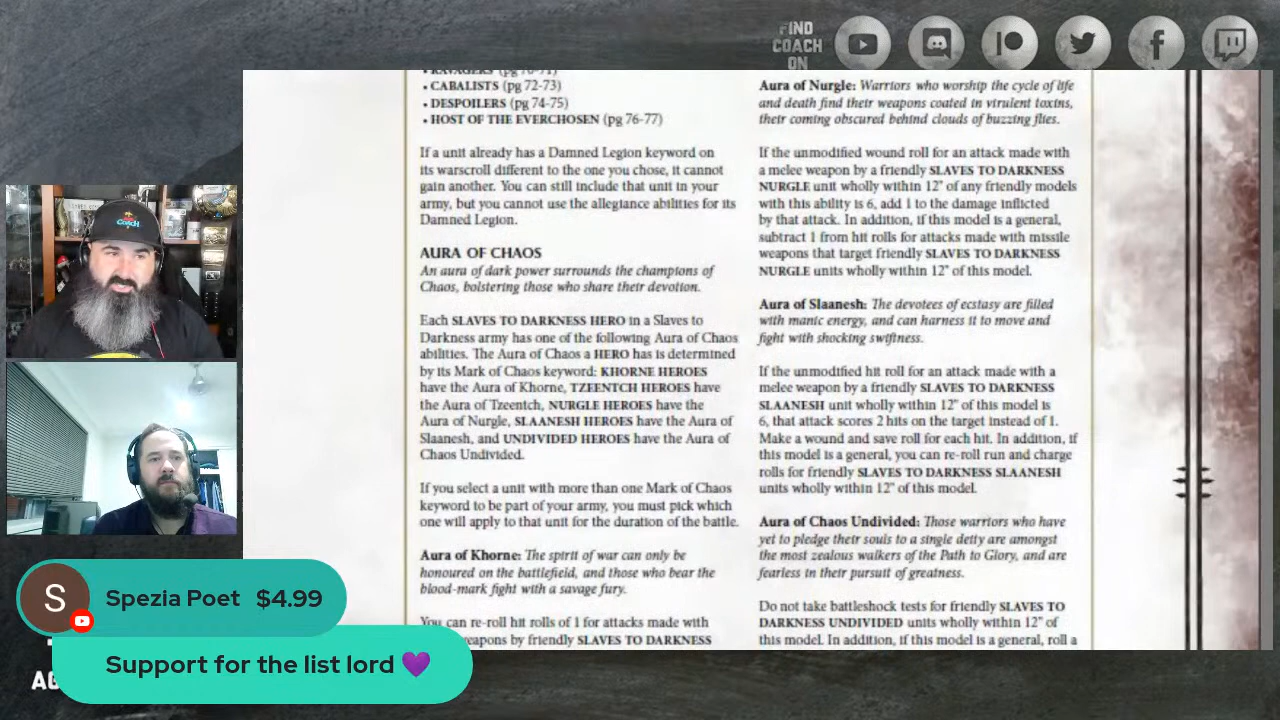 FIND
COACH
ON
• RAVAGERS (pg 70-71)
• CABALISTS (pg 72-73)
• DESPOILERS (pg 74-75)
• HOST OF THE EVERCHOSEN (pg 76-77)
If a unit already has a Damned Legion keyword on
its warscroll different to the one you chose, it cannot
gain another. You can still include that unit in your
army, but you cannot use the allegiance abilities for its
Damned Legion.
AURA OF CHAOS
An aura of dark power surrounds the champions of
Chaos, bolstering those who share their devotion.
Each SLAVES TO DARKNESS HERO in a Slaves to
Darkness army has one of the following Aura of Chaos
abilities. The Aura of Chaos a HERO has is determined
by its Mark of Chaos keyword: KHORNE HEROES
have the Aura of Khorne, TZEENTCH HEROES have
the Aura of Tzeentch, NURGLE HEROES have the
Aura of Nurgle, SLAANESH HEROES have the Aura of
Slaanesh, and UNDIVIDED HEROES have the Aura of
Chaos Undivided.
If you select a unit with more than one Mark of Chaos
keyword to be part of your army, you must pick which
one will apply to that unit for the duration of the battle.
Aura of Khorne: The spirit of war can only be
honoured on the battlefield, and those who bear the
blood-mark fight with a savage fury.
You can re-roll hit rolls of 1 for attacks made with
weapons by friendly SLAVES TO DARKNESS
Aura of Nurgle: Warriors who worship the cycle of life
and death find their weapons coated in virulent toxins,
their coming obscured behind clouds of buzzing flies.
If the unmodified wound roll for an attack made with
a melee weapon by a friendly SLAVES TO DARKNESS
NURGLE unit wholly within 12" of any friendly models
with this ability is 6, add 1 to the damage inflicted
by that attack. In addition, if this model is a general,
subtract 1 from hit rolls for attacks made with missile
weapons that target friendly SLAVES TO DARKNESS
NURGLE units wholly within 12" of this model.
Aura of Slaanesh: The devotees of ecstasy are filled
with manic energy, and can harness it to move and
fight with shocking swiftness.
If the unmodified hit roll for an attack made with a
melee weapon by a friendly SLAVES TO DARKNESS
SLAANESH unit wholly within 12" of this model is
6, that attack scores 2 hits on the target instead of 1.
Make a wound and save roll for each hit. In addition, if
this model is a general, you can re-roll run and charge
rolls for friendly SLAVES TO DARKNESS SLAANESH
units wholly within 12" of this model.
Aura of Chaos Undivided: Those warriors who have
yet to pledge their souls to a single deity are amongst
the most zealous walkers of the Path to Glory, and are
fearless in their pursuit of greatness.
Do not take battleshock tests for friendly SLAVES TO
DARKNESS UNDIVIDED units wholly within 12" of
this model. In addition, if this model is a general, roll a
COACH
S
Spezia Poet $4.99
Support for the list lord 💜